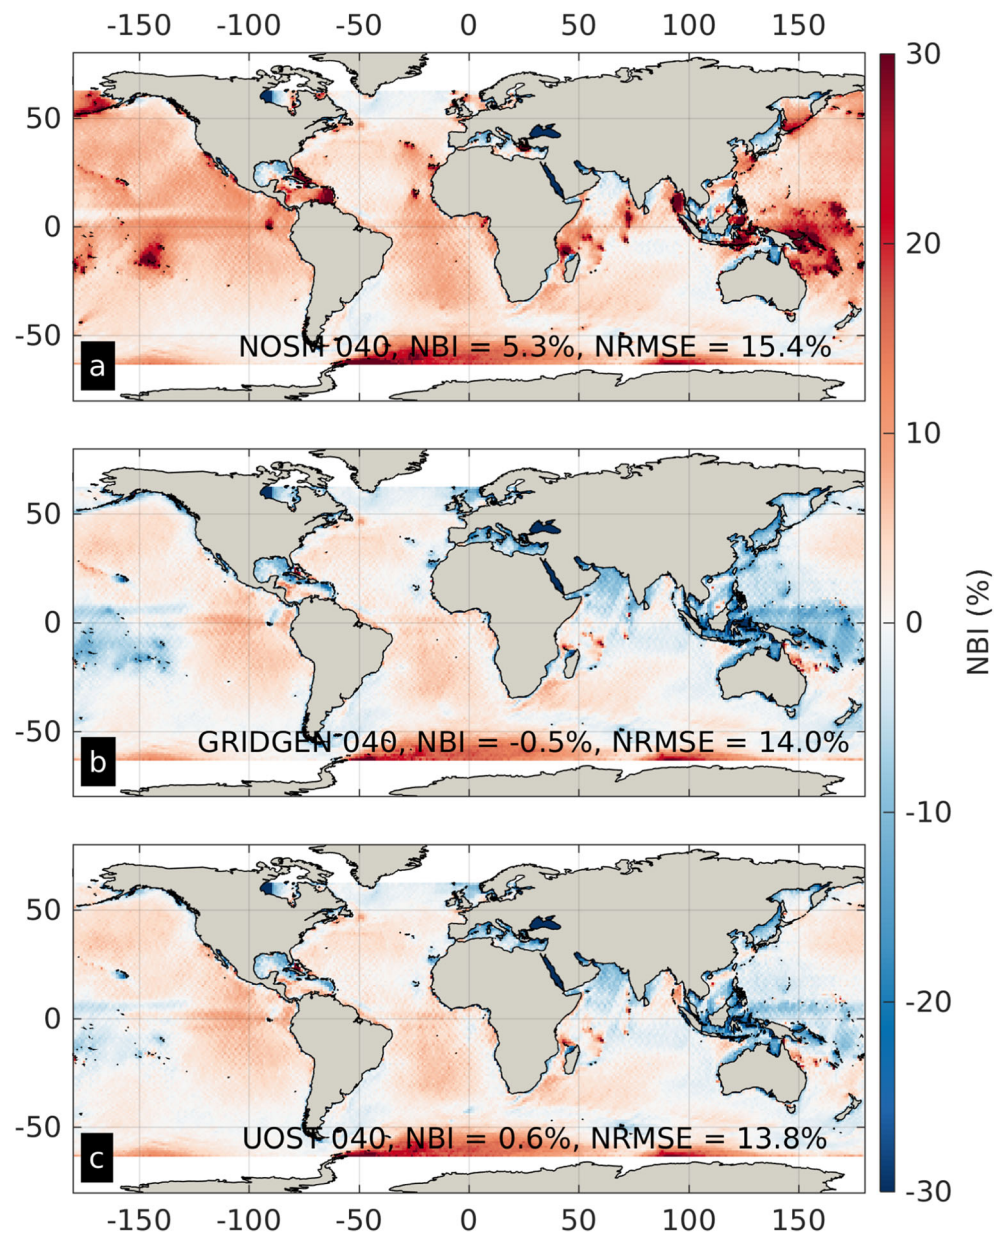 -150 -100 -50 0 50 100 150
30
50
0
-50
20
NOSM 040, NBI = 5.3%, NRMSE = 15.4%
a
10
50
0
0
NBI (%)
-50
GRIDGEN 040, NBI = -0.5%, NRMSE = 14.0%
b
-10
50
-20
0
-50
UOST 040, NBI = 0.6%, NRMSE = 13.8%
c
-30
-150 -100 -50 0 50 100 150